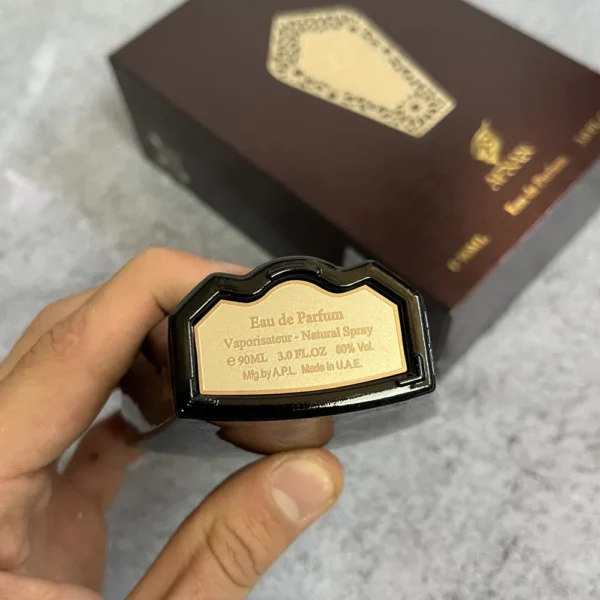 Eau de Parfum
Vaporisateur - Natural Spray
℮ 90ML 3.0 FL.OZ 80% Vol.
Mfg.by A.P.L. Made in U.A.E.
Eau de Parfum
℮ 90ML